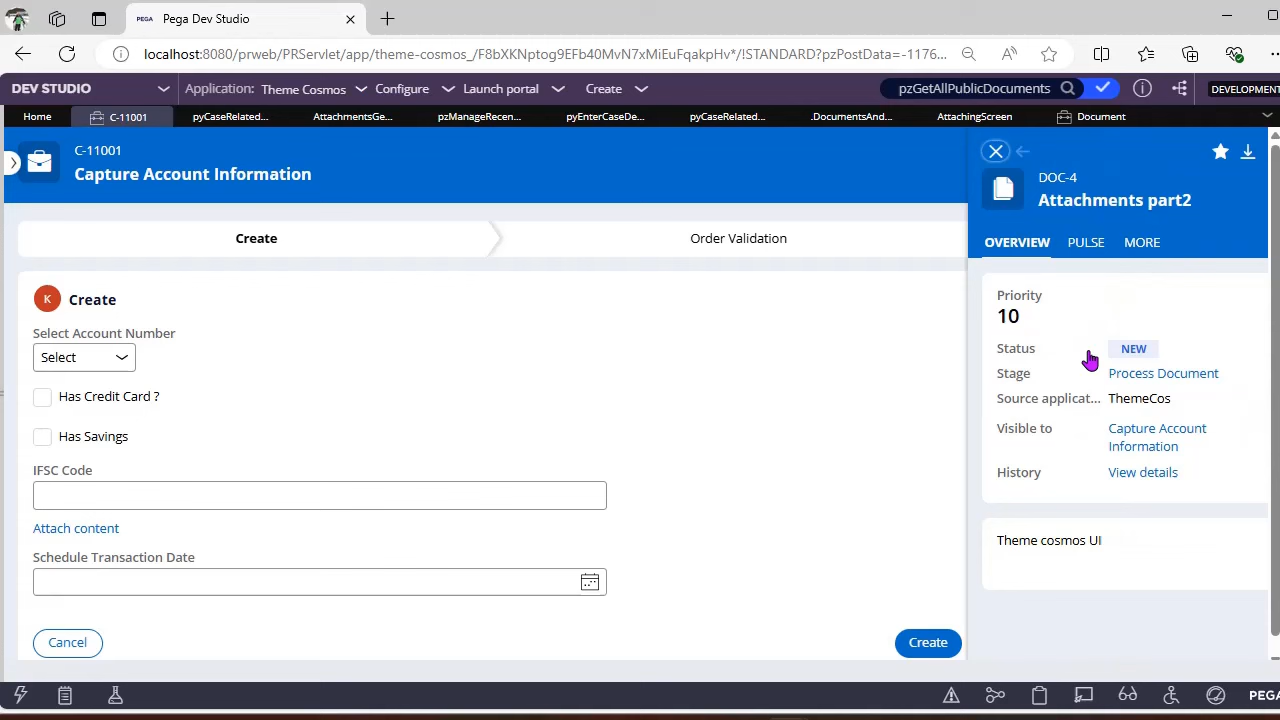 PEGA Pega Dev Studio
localhost:8080/prweb/PRServlet/app/theme-cosmos_/F8bXKNptog9EFb40MvN7xMiEuFqakpHv*/!STANDARD?pzPostData=-1176...
DEV STUDIO
Application: Theme Cosmos
Configure
Launch portal
Create
pzGetAllPublicDocuments
DEVELOPMENT
Home
C-11001
pyCaseRelated...
AttachmentsGe...
pzManageRecen...
pyEnterCaseDe...
pyCaseRelated...
.DocumentsAnd...
AttachingScreen
Document
C-11001
Capture Account Information
Create
Order Validation
K Create
Select Account Number
Select
Has Credit Card ?
Has Savings
IFSC Code
Attach content
Schedule Transaction Date
Cancel
Create
DOC-4
Attachments part2
OVERVIEW
PULSE
MORE
Priority
10
Status NEW
Stage Process Document
Source applicat... ThemeCos
Visible to Capture Account
Information
History View details
Theme cosmos UI
PEGA